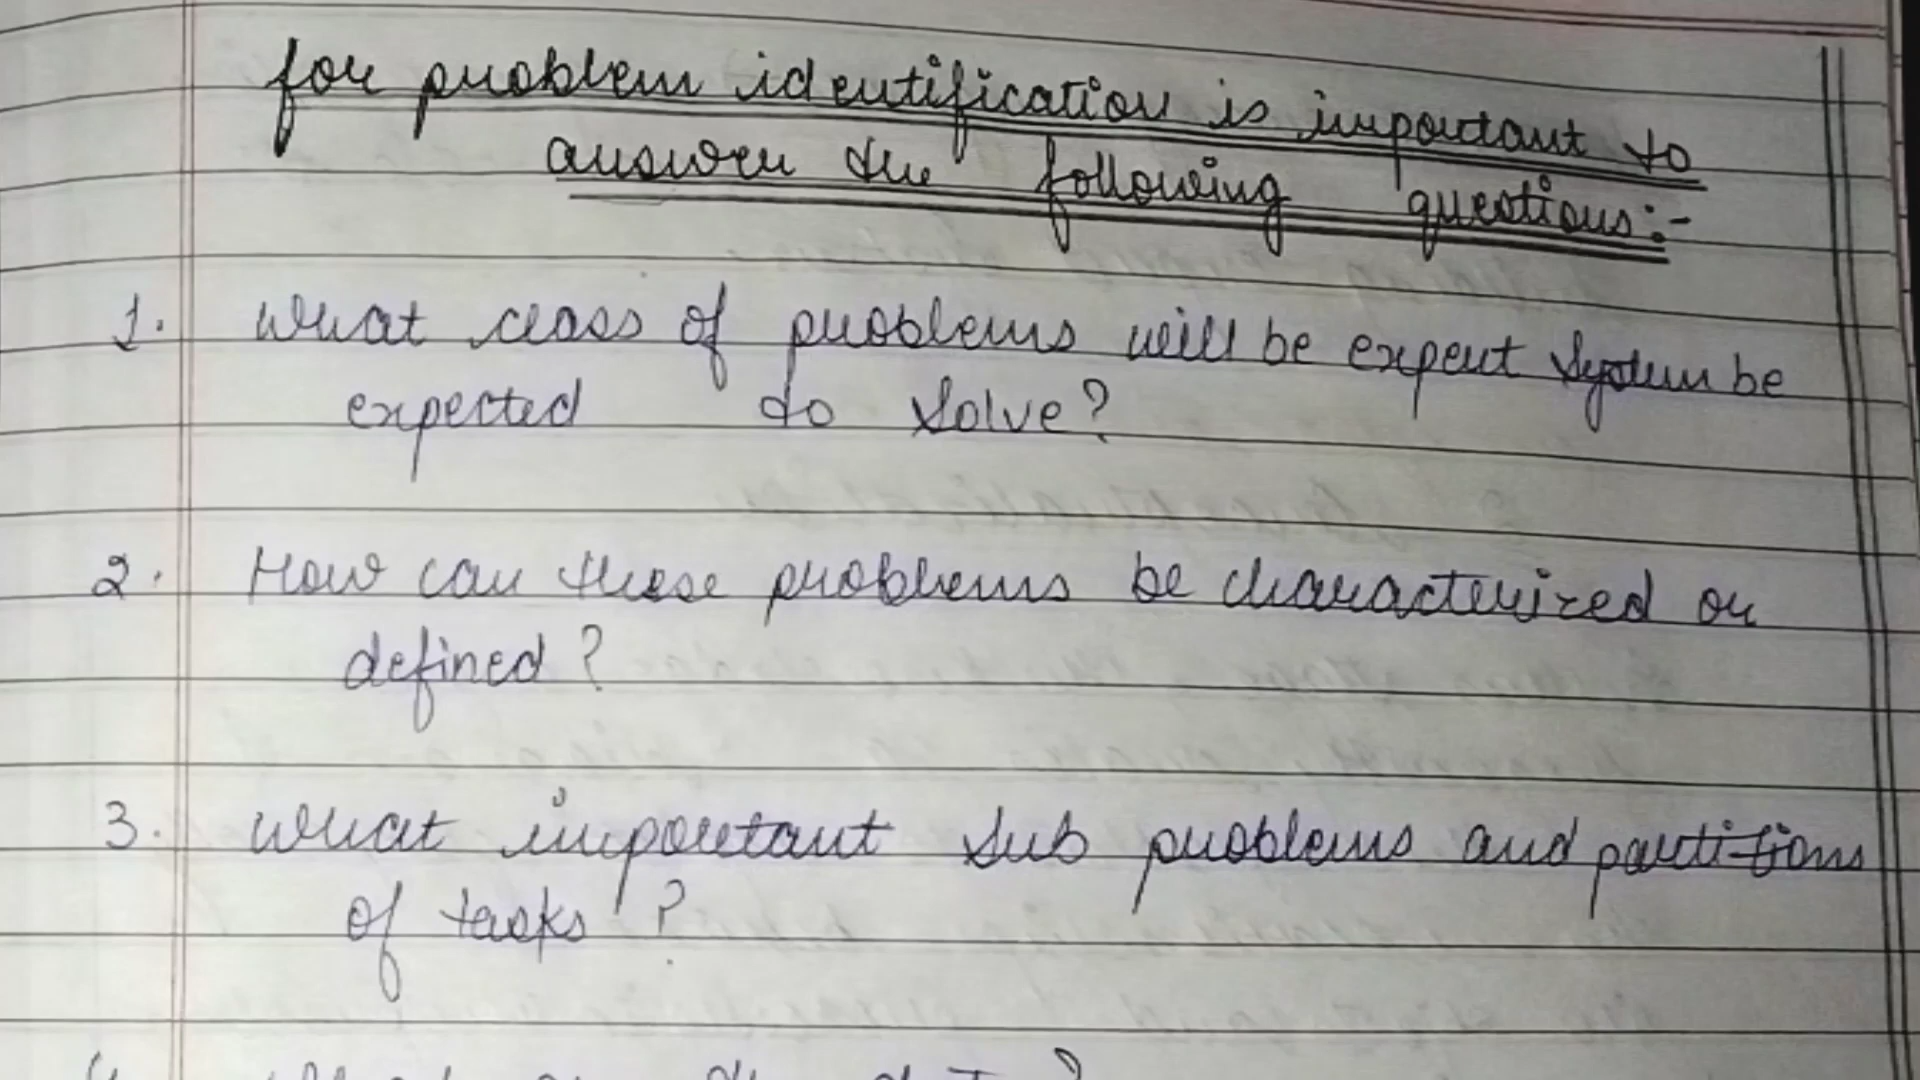 for problem identification is important to
answer the following questions:-
1. What class of problems will be expert system be
expected to solve?
2. How can these problems be characterized or
defined?
3. What important sub problems and partitions
of tasks?
4.